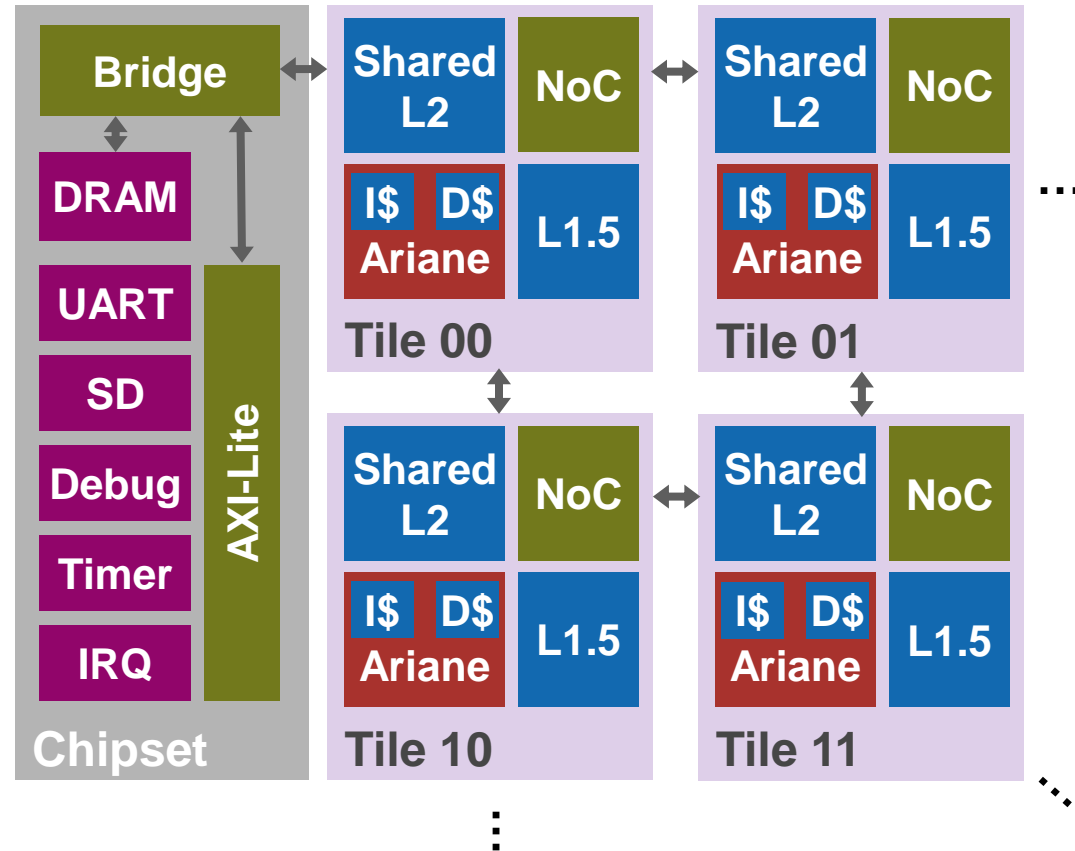 Bridge
DRAM
UART
SD
Debug
Timer
IRQ
AXI-Lite
Chipset
Shared
L2
NoC
I$ D$
Ariane
L1.5
Tile 00
Shared
L2
NoC
I$ D$
Ariane
L1.5
Tile 01
...
Shared
L2
NoC
I$ D$
Ariane
L1.5
Tile 10
Shared
L2
NoC
I$ D$
Ariane
L1.5
Tile 11